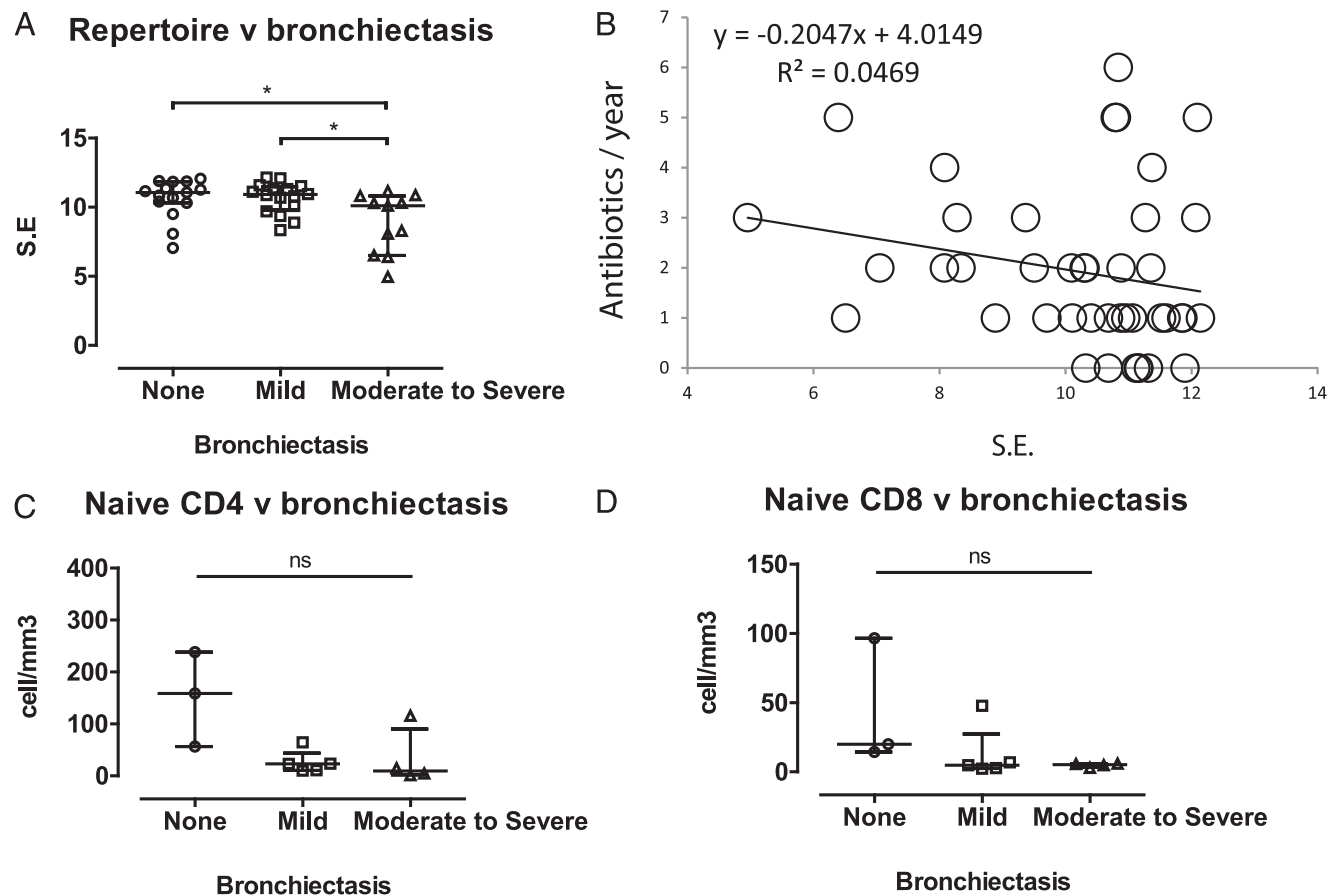 A Repertoire v bronchiectasis
*
*
15
10
5
0
S.E
None Mild Moderate to Severe
Bronchiectasis
B
y = -0.2047x + 4.0149
R² = 0.0469
7
6
5
4
3
2
1
0
Antibiotics / year
4 6 8 10 12 14
S.E.
C Naive CD4 v bronchiectasis
ns
400
300
200
100
0
cell/mm3
None Mild Moderate to Severe
Bronchiectasis
D Naive CD8 v bronchiectasis
ns
150
100
50
0
cell/mm3
None Mild Moderate to Severe
Bronchiectasis